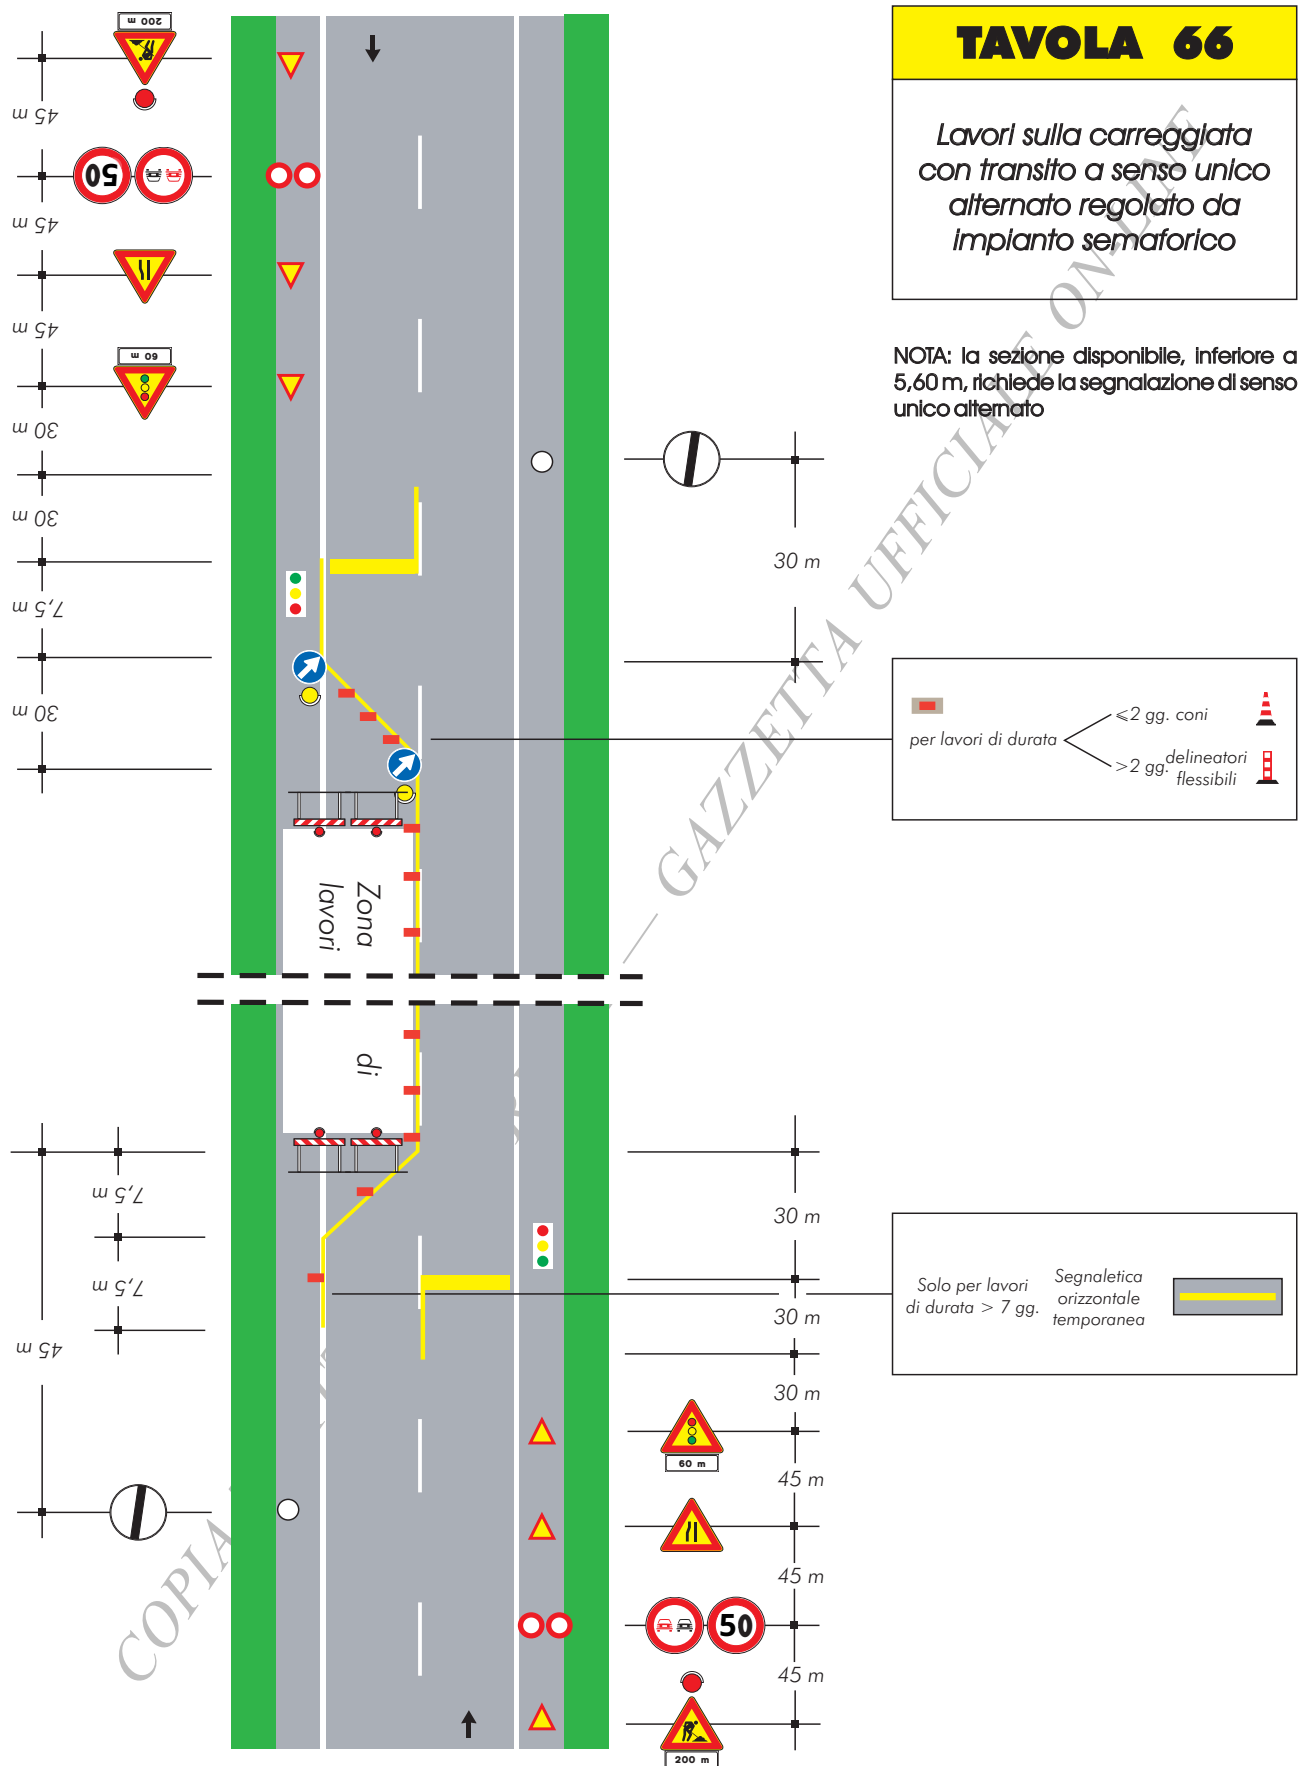 TAVOLA 66
Lavori sulla carreggiata
con transito a senso unico
alternato regolato da
impianto semaforico
NOTA: la sezione disponibile, inferiore a
5,60 m, richiede la segnalazione di senso
unico alternato
200 m
45 m
50
45 m
45 m
60 m
30 m
30 m
7,5 m
30 m
30 m
per lavori di durata
⩽2 gg. coni
>2 gg. delineatori
flessibili
Zona
lavori
di
7,5 m
7,5 m
45 m
30 m
30 m
30 m
Solo per lavori
di durata > 7 gg.
Segnaletica
orizzontale
temporanea
60 m
45 m
45 m
50
45 m
200 m
COPIA
— GAZZETTA UFFICIALE ON-LINE